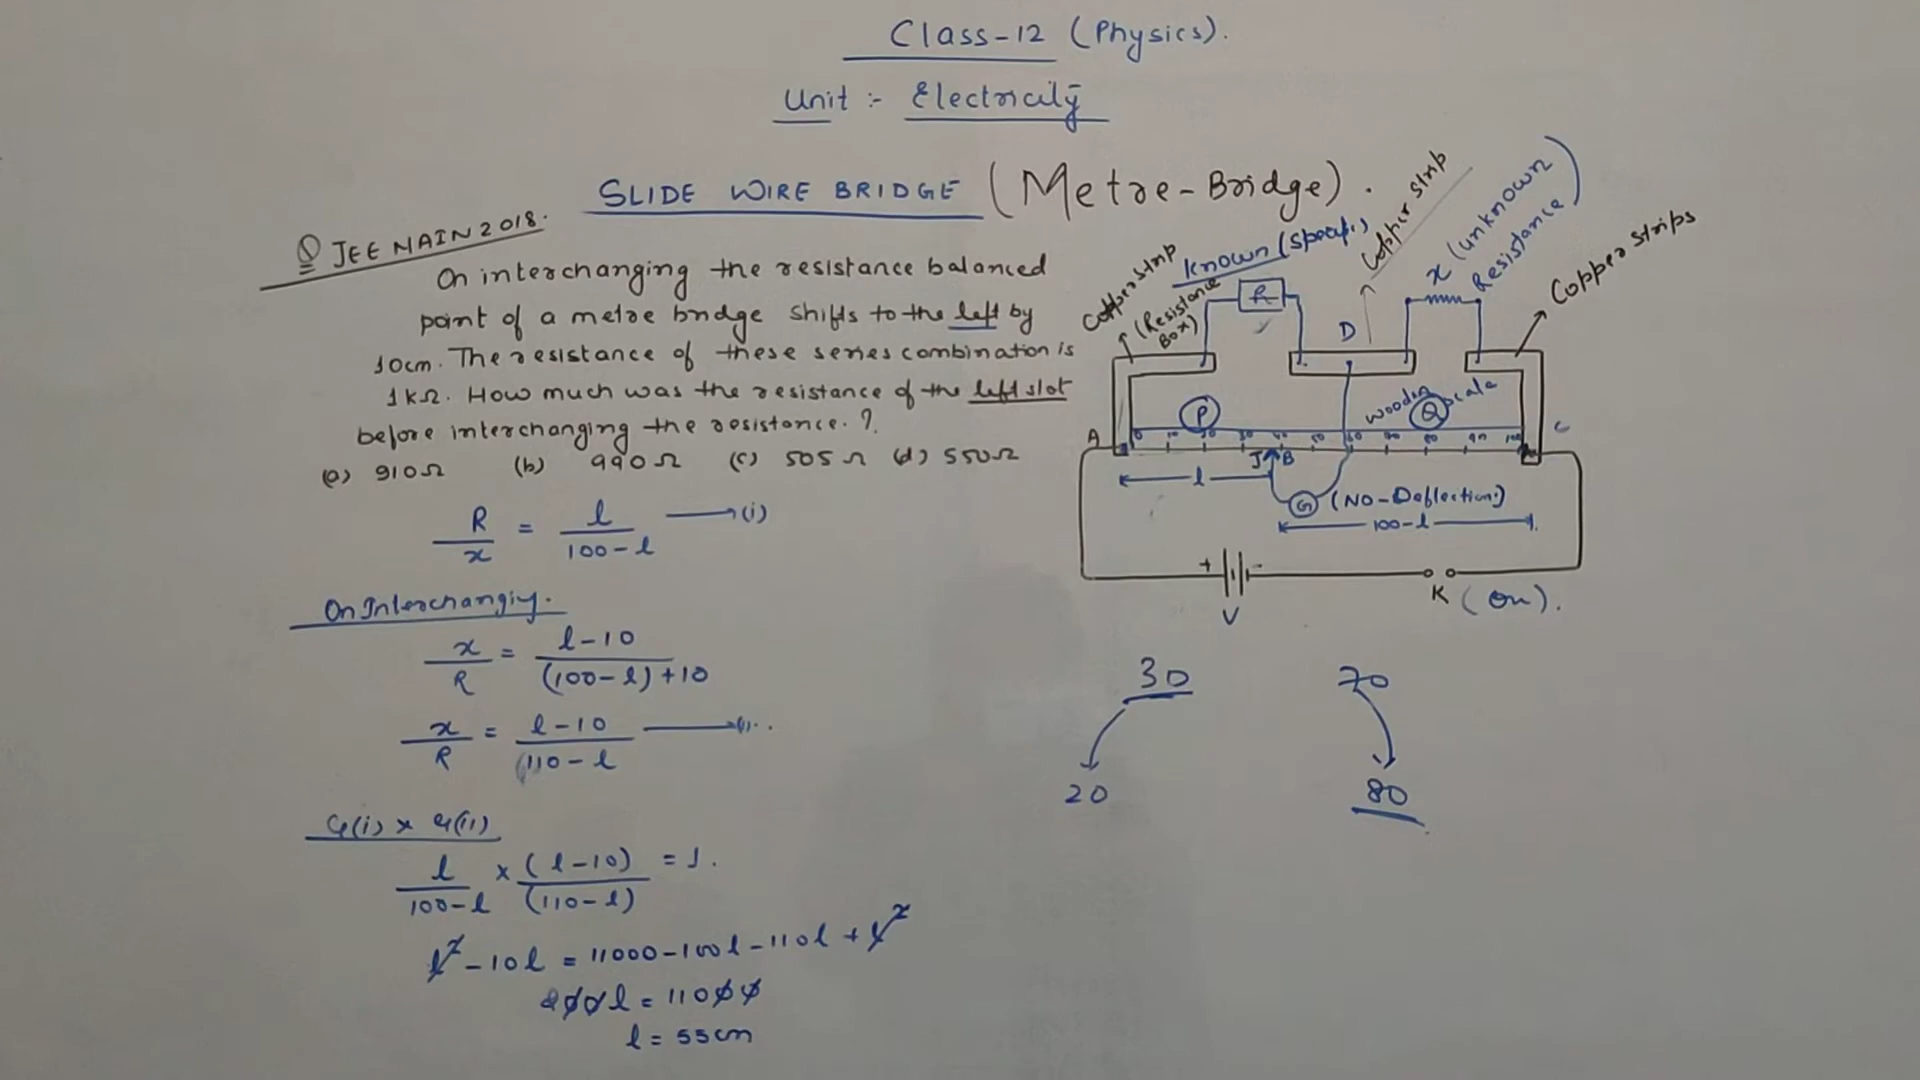 Class-12 (Physics).
Unit :- Electricity
SLIDE WIRE BRIDGE (Metre-Bridge).
Q JEE MAIN 2018.
On interchanging the resistance balanced
point of a metre bridge shifts to the left by
10cm. The resistance of these series combination is
1kΩ. How much was the resistance of the left slot
before interchanging the resistance. ?
(a) 910Ω (b) 990Ω (c) 505Ω (d) 550Ω
R/x = l/100-l → (i)
On Interchanging.
x/R = l-10/(100-l)+10
x/R = l-10/110-l
l/100-l × (l-10)/(110-l) = 1.
l² - 10l = 11000-100l-110l + l²
200l = 11000
l = 55cm
Copper strip
Known
(Resistance
Box)
R
Copper strip
x (unknown
Resistance)
Copper strips
D
P
wooden
Q
scale
A
C
J
B
l
G
(NO-Deflection.)
100-l
+
-
V
K (on).
30 70
20 80